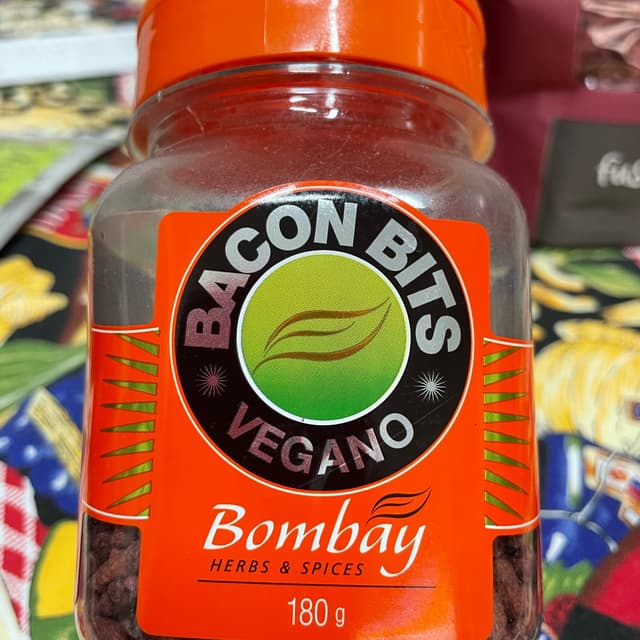 BACON BITS
VEGANO
Bombay
HERBS & SPICES
180 g